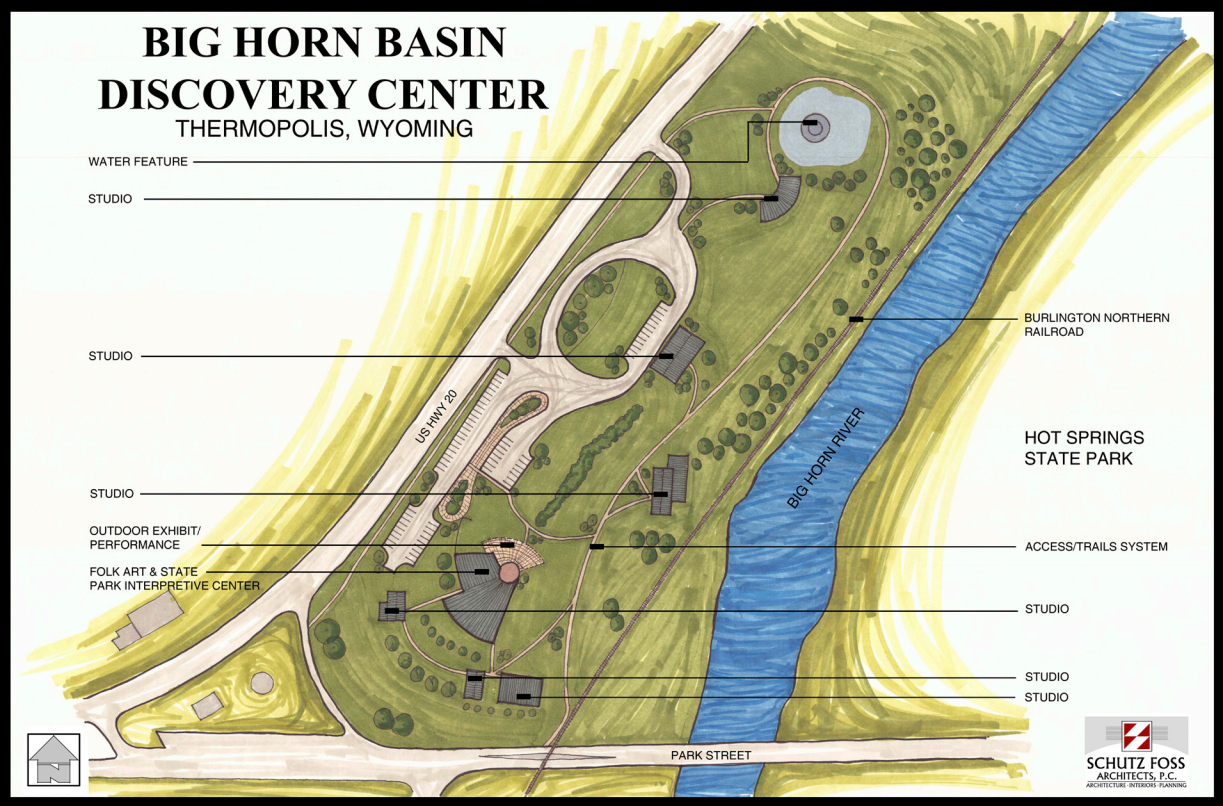 BIG HORN BASIN
DISCOVERY CENTER
THERMOPOLIS, WYOMING
WATER FEATURE
STUDIO
STUDIO
STUDIO
OUTDOOR EXHIBIT/
PERFORMANCE
FOLK ART & STATE
PARK INTERPRETIVE CENTER
US HWY 20
BIG HORN RIVER
BURLINGTON NORTHERN
RAILROAD
HOT SPRINGS
STATE PARK
ACCESS/TRAILS SYSTEM
STUDIO
STUDIO
STUDIO
PARK STREET
N
SCHUTZ FOSS
ARCHITECTS, P.C.
ARCHITECTURE·INTERIORS·PLANNING